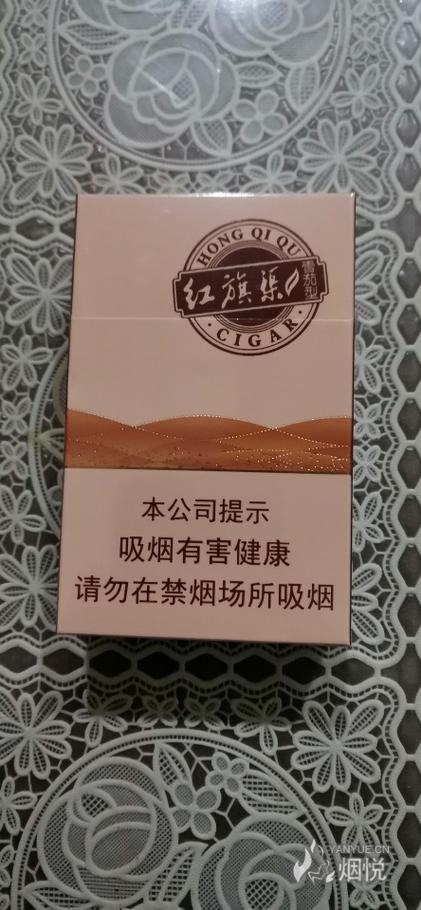 HONG QI QU
红旗渠
雪茄型
·CIGAR·
本公司提示
吸烟有害健康
请勿在禁烟场所吸烟
YANYUE.CN
烟悦